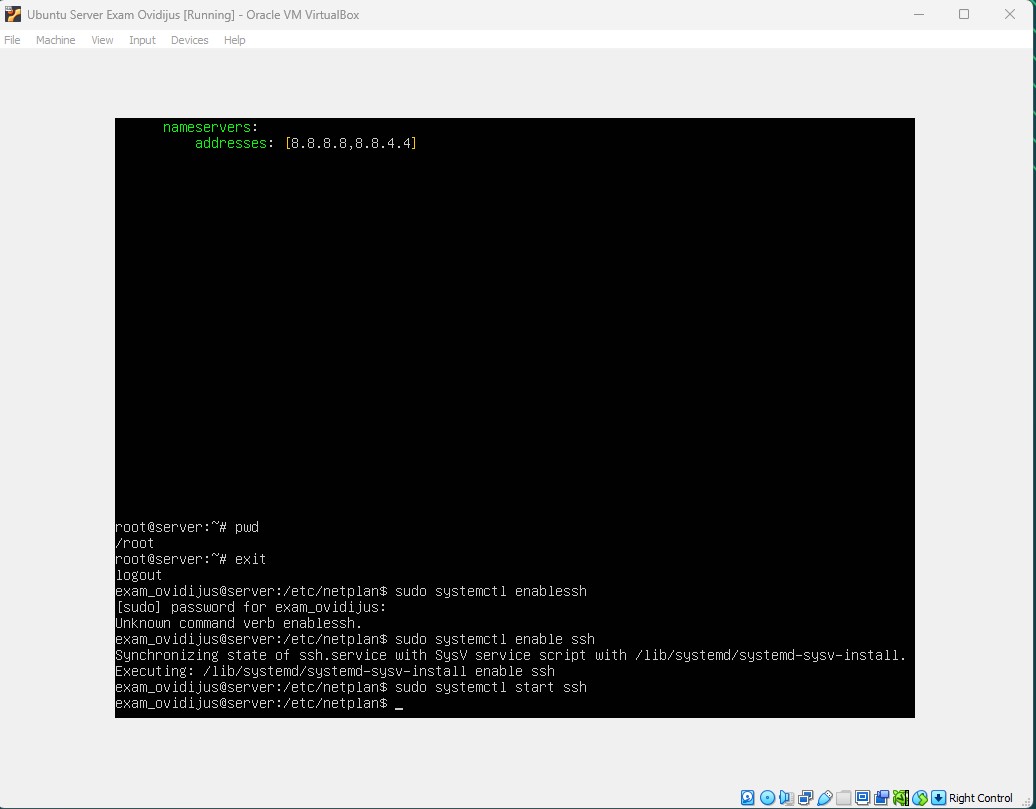 Ubuntu Server Exam Ovidijus [Running] - Oracle VM VirtualBox
File Machine View Input Devices Help
nameservers:
addresses: [8.8.8.8,8.8.4.4]
root@server:~# pwd
/root
root@server:~# exit
logout
exam_ovidijus@server:/etc/netplan$ sudo systemctl enablessh
[sudo] password for exam_ovidijus:
Unknown command verb enablessh.
exam_ovidijus@server:/etc/netplan$ sudo systemctl enable ssh
Synchronizing state of ssh.service with SysV service script with /lib/systemd/systemd-sysv-install.
Executing: /lib/systemd/systemd-sysv-install enable ssh
exam_ovidijus@server:/etc/netplan$ sudo systemctl start ssh
exam_ovidijus@server:/etc/netplan$ _
Right Control